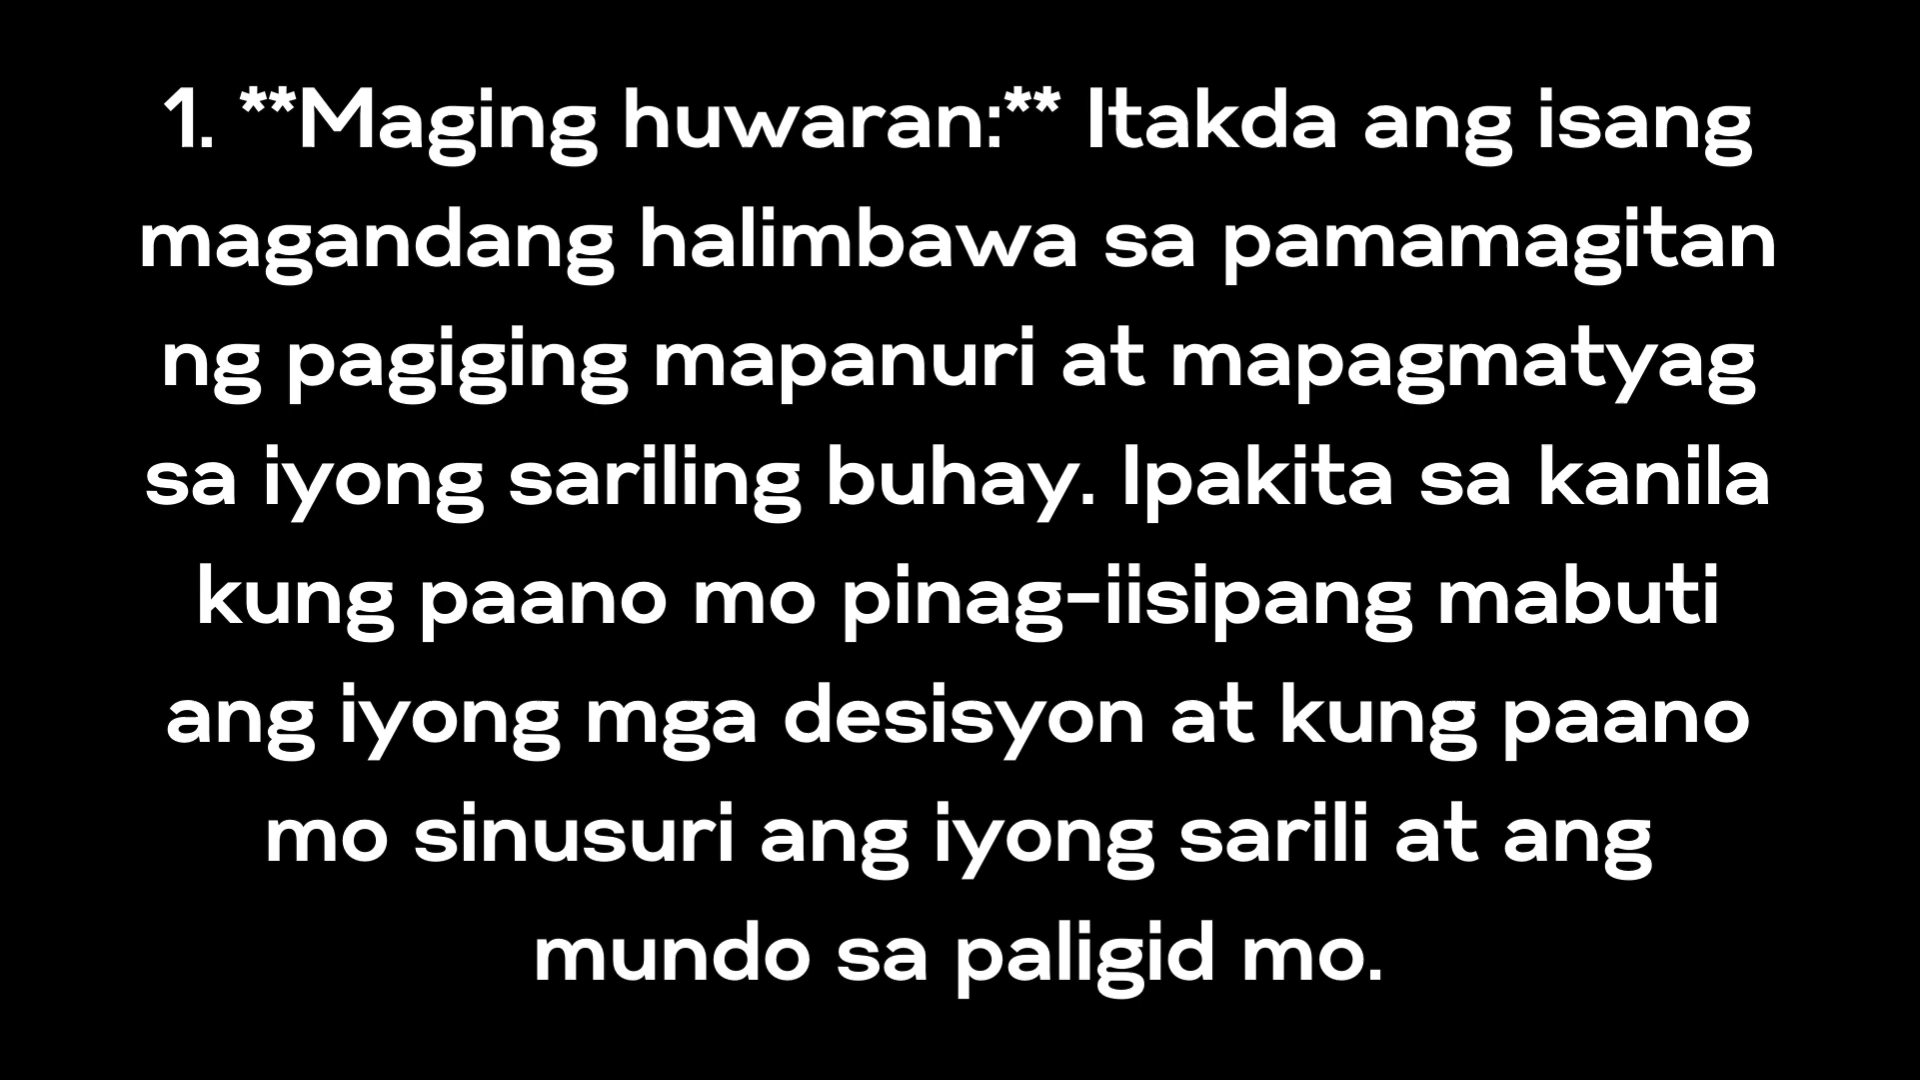 1. **Maging huwaran:** Itakda ang isang
magandang halimbawa sa pamamagitan
ng pagiging mapanuri at mapagmatyag
sa iyong sariling buhay. Ipakita sa kanila
kung paano mo pinag-iisipang mabuti
ang iyong mga desisyon at kung paano
mo sinusuri ang iyong sarili at ang
mundo sa paligid mo.